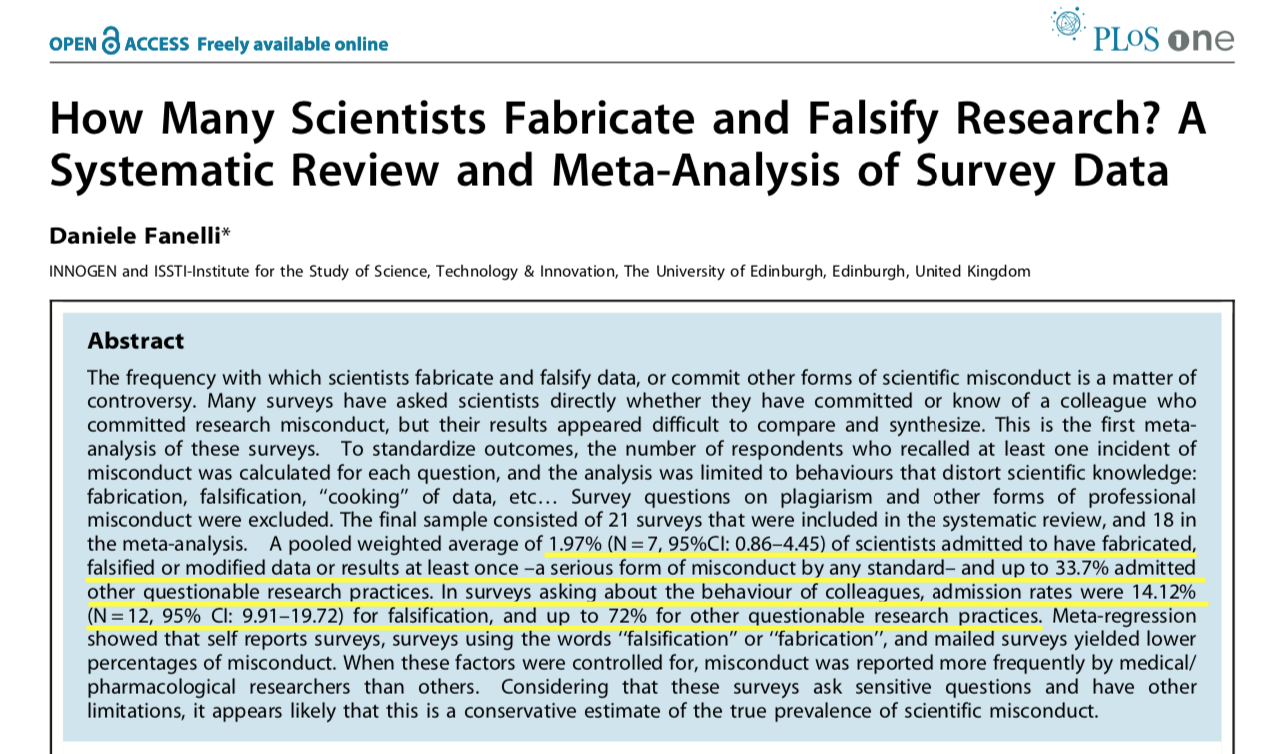 OPEN ACCESS Freely available online
PLoS one
How Many Scientists Fabricate and Falsify Research? A
Systematic Review and Meta-Analysis of Survey Data
Daniele Fanelli*
INNOGEN and ISSTI-Institute for the Study of Science, Technology & Innovation, The University of Edinburgh, Edinburgh, United Kingdom
Abstract
The frequency with which scientists fabricate and falsify data, or commit other forms of scientific misconduct is a matter of
controversy. Many surveys have asked scientists directly whether they have committed or know of a colleague who
committed research misconduct, but their results appeared difficult to compare and synthesize. This is the first meta-
analysis of these surveys. To standardize outcomes, the number of respondents who recalled at least one incident of
misconduct was calculated for each question, and the analysis was limited to behaviours that distort scientific knowledge:
fabrication, falsification, “cooking” of data, etc… Survey questions on plagiarism and other forms of professional
misconduct were excluded. The final sample consisted of 21 surveys that were included in the systematic review, and 18 in
the meta-analysis. A pooled weighted average of 1.97% (N = 7, 95%CI: 0.86–4.45) of scientists admitted to have fabricated,
falsified or modified data or results at least once –a serious form of misconduct by any standard– and up to 33.7% admitted
other questionable research practices. In surveys asking about the behaviour of colleagues, admission rates were 14.12%
(N = 12, 95% CI: 9.91–19.72) for falsification, and up to 72% for other questionable research practices. Meta-regression
showed that self reports surveys, surveys using the words “falsification” or “fabrication”, and mailed surveys yielded lower
percentages of misconduct. When these factors were controlled for, misconduct was reported more frequently by medical/
pharmacological researchers than others. Considering that these surveys ask sensitive questions and have other
limitations, it appears likely that this is a conservative estimate of the true prevalence of scientific misconduct.